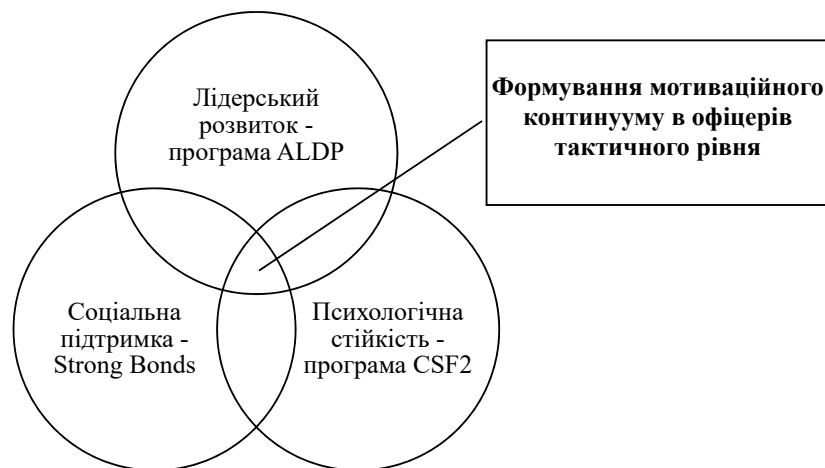 Лідерський
розвиток -
програма ALDP
Формування мотиваційного
континууму в офіцерів
тактичного рівня
Соціальна
підтримка -
Strong Bonds
Психологічна
стійкість -
програма CSF2